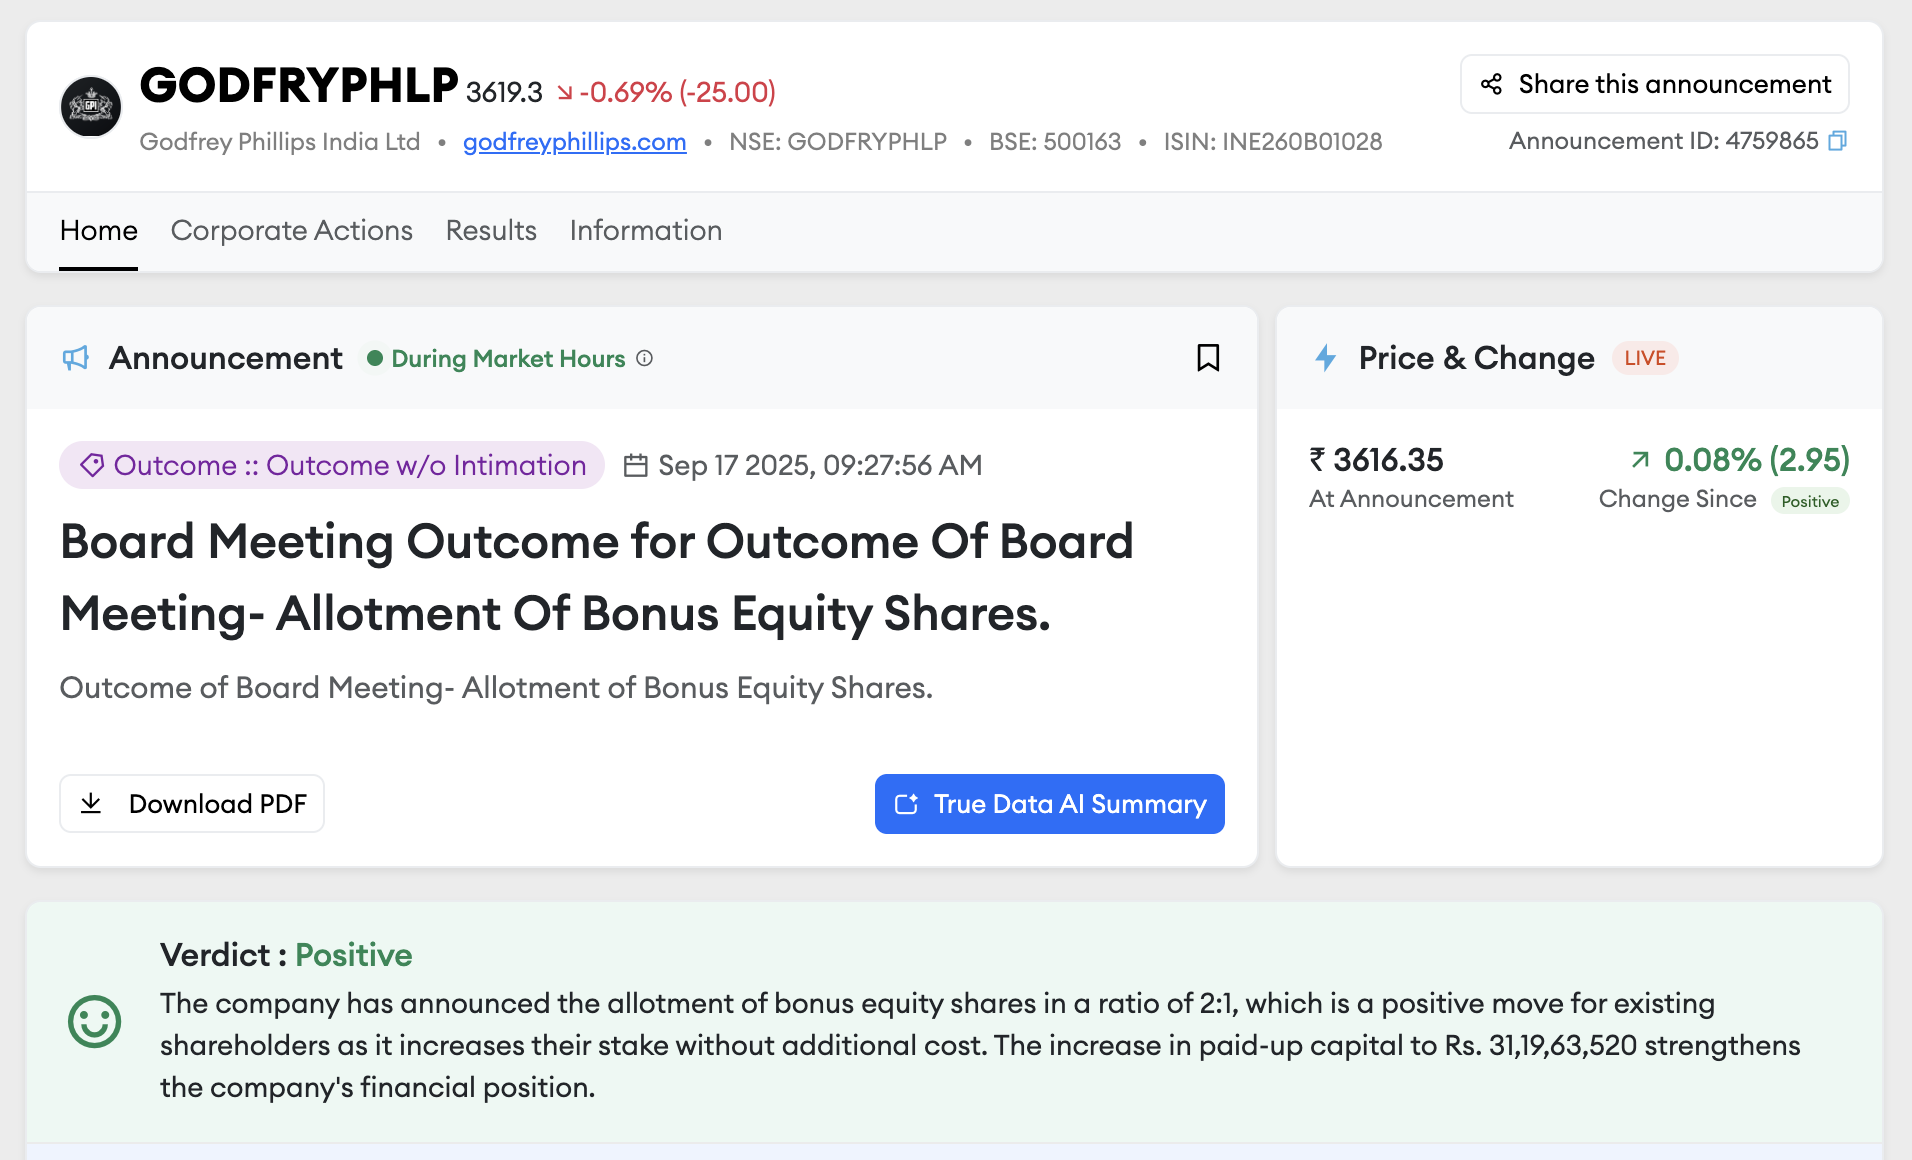 GPI
GODFRYPHLP 3619.3 -0.69% (-25.00)
Godfrey Phillips India Ltd • godfreyphillips.com • NSE: GODFRYPHLP • BSE: 500163 • ISIN: INE260B01028
Share this announcement
Announcement ID: 4759865
Home Corporate Actions Results Information
Announcement During Market Hours
Outcome :: Outcome w/o Intimation Sep 17 2025, 09:27:56 AM
Board Meeting Outcome for Outcome Of Board
Meeting- Allotment Of Bonus Equity Shares.
Outcome of Board Meeting- Allotment of Bonus Equity Shares.
Download PDF True Data AI Summary
Price & Change LIVE
₹ 3616.35 0.08% (2.95)
At Announcement Change Since Positive
Verdict : Positive
The company has announced the allotment of bonus equity shares in a ratio of 2:1, which is a positive move for existing
shareholders as it increases their stake without additional cost. The increase in paid-up capital to Rs. 31,19,63,520 strengthens
the company's financial position.